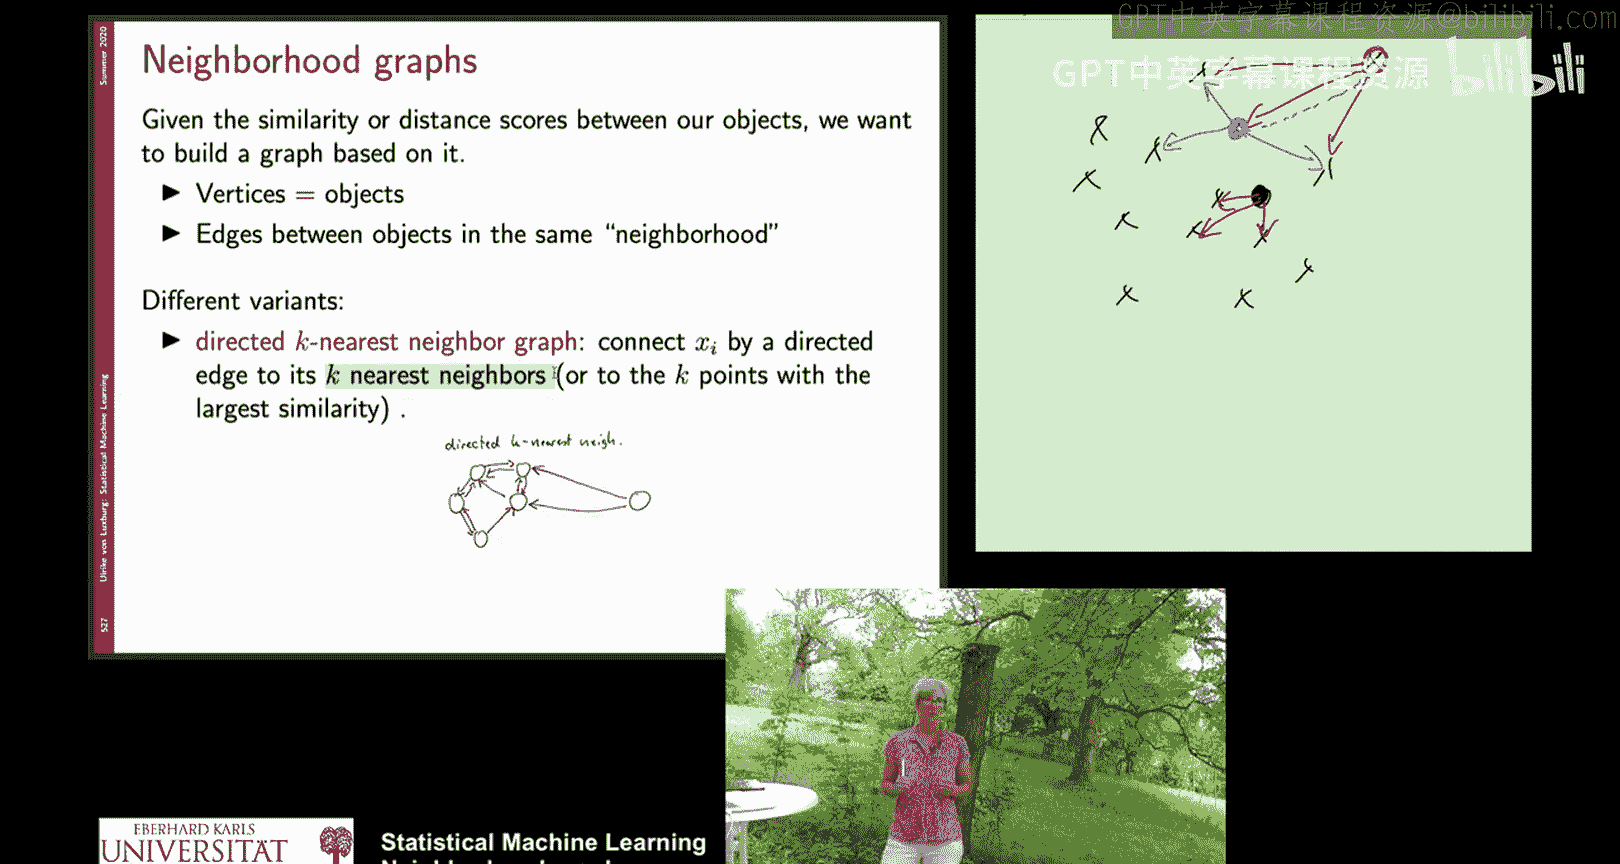 GPT中英字幕课程资源@bilibili.com
GPT中英字幕课程资源 bilibili
Summer 2020
Neighborhood graphs
Given the similarity or distance scores between our objects, we want
to build a graph based on it.
▶ Vertices = objects
▶ Edges between objects in the same “neighborhood”
Different variants:
▶ directed k-nearest neighbor graph: connect x_i by a directed
edge to its k nearest neighbors (or to the k points with the
largest similarity) .
directed k-nearest neigh.
Ulrike von Luxburg: Statistical Machine Learning
527
EBERHARD KARLS
UNIVERSITÄT
Statistical Machine Learning